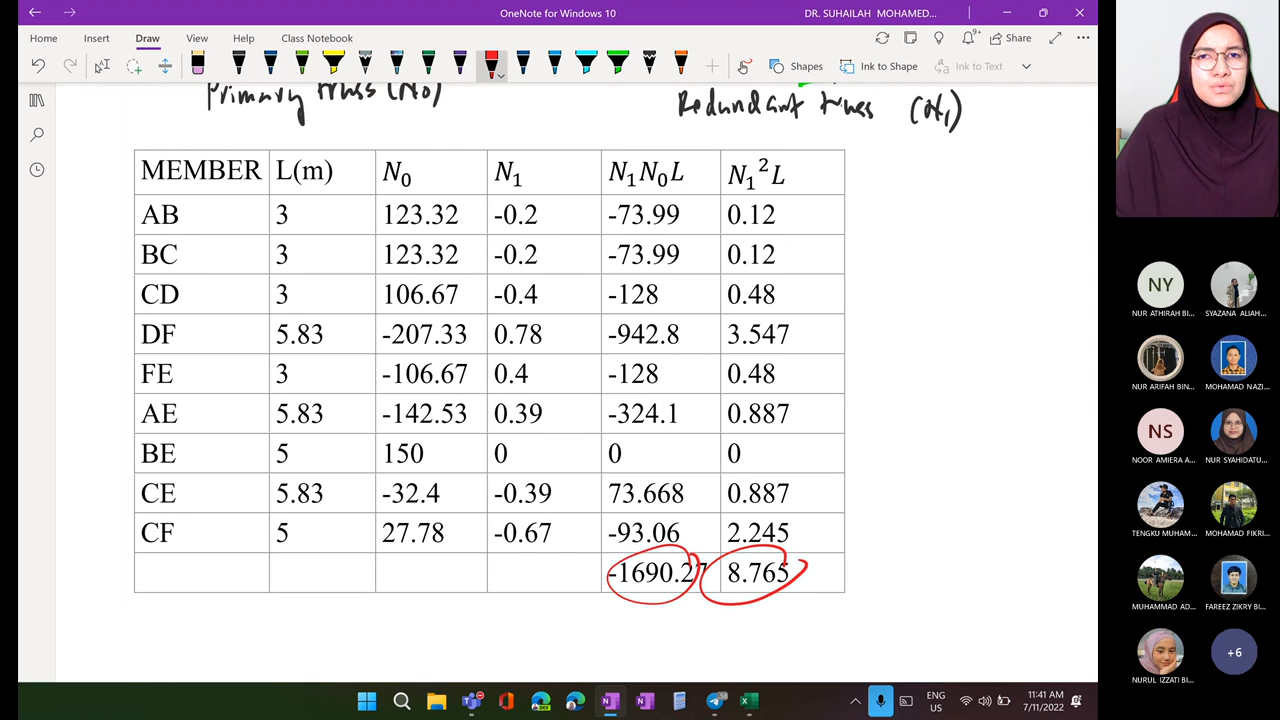 OneNote for Windows 10
DR. SUHAILAH MOHAMED...
Home Insert Draw View Help Class Notebook
9+ Share
Shapes Ink to Shape Ink to Text
Primary truss (N0)
Redundant truss (N1)
MEMBER L(m) N₀ N₁ N₁N₀L N₁²L
AB 3 123.32 -0.2 -73.99 0.12
BC 3 123.32 -0.2 -73.99 0.12
CD 3 106.67 -0.4 -128 0.48
DF 5.83 -207.33 0.78 -942.8 3.547
FE 3 -106.67 0.4 -128 0.48
AE 5.83 -142.53 0.39 -324.1 0.887
BE 5 150 0 0 0
CE 5.83 -32.4 -0.39 73.668 0.887
CF 5 27.78 -0.67 -93.06 2.245
-1690.27 8.765
NY
NUR ATHIRAH BI... SYAZANA ALIAH...
NUR ARIFAH BIN... MOHAMAD NAZI...
NS
NOOR AMIERA A... NUR SYAHIDATU...
TENGKU MUHAM... MOHAMAD FIKRI...
MUHAMMAD AD... FAREEZ ZIKRY BI...
+6
NURUL IZZATI BI...
ENG
US
11:41 AM
7/11/2022